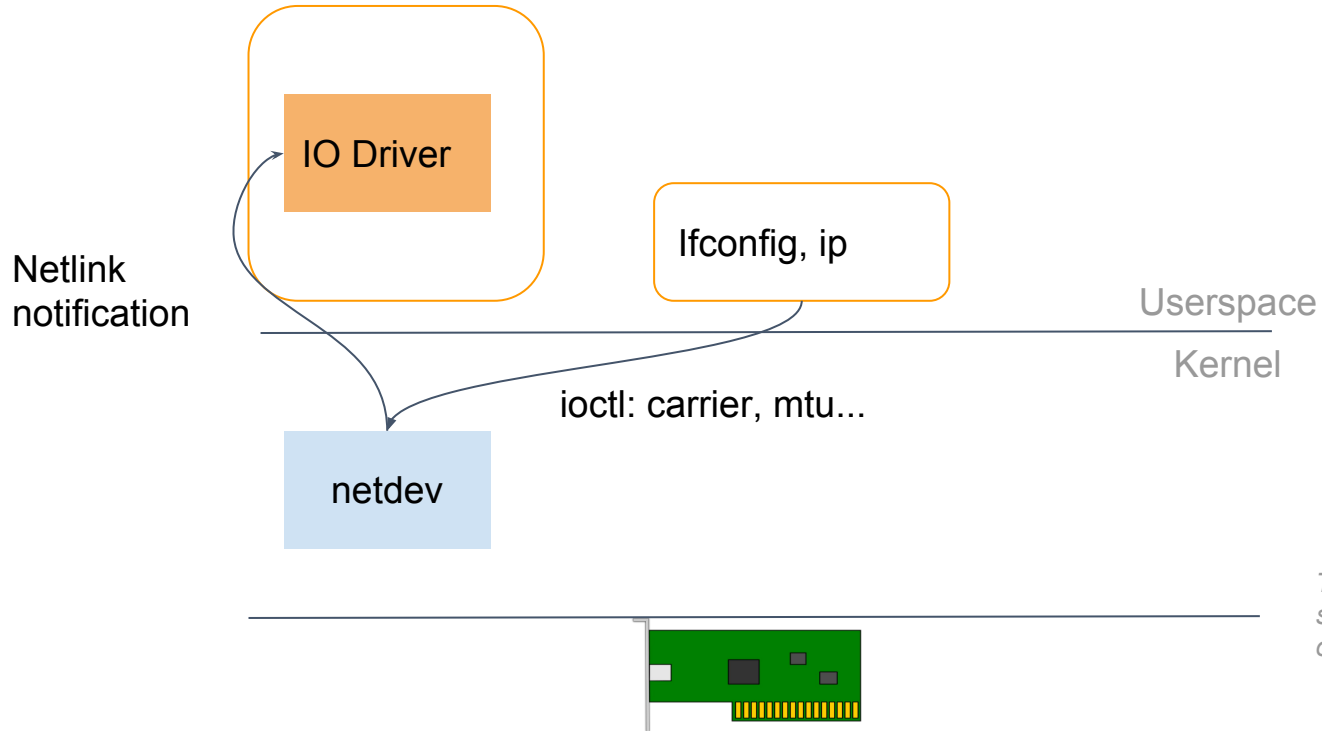 IO Driver
Ifconfig, ip
Netlink
notification
Userspace
Kernel
ioctl: carrier, mtu...
netdev